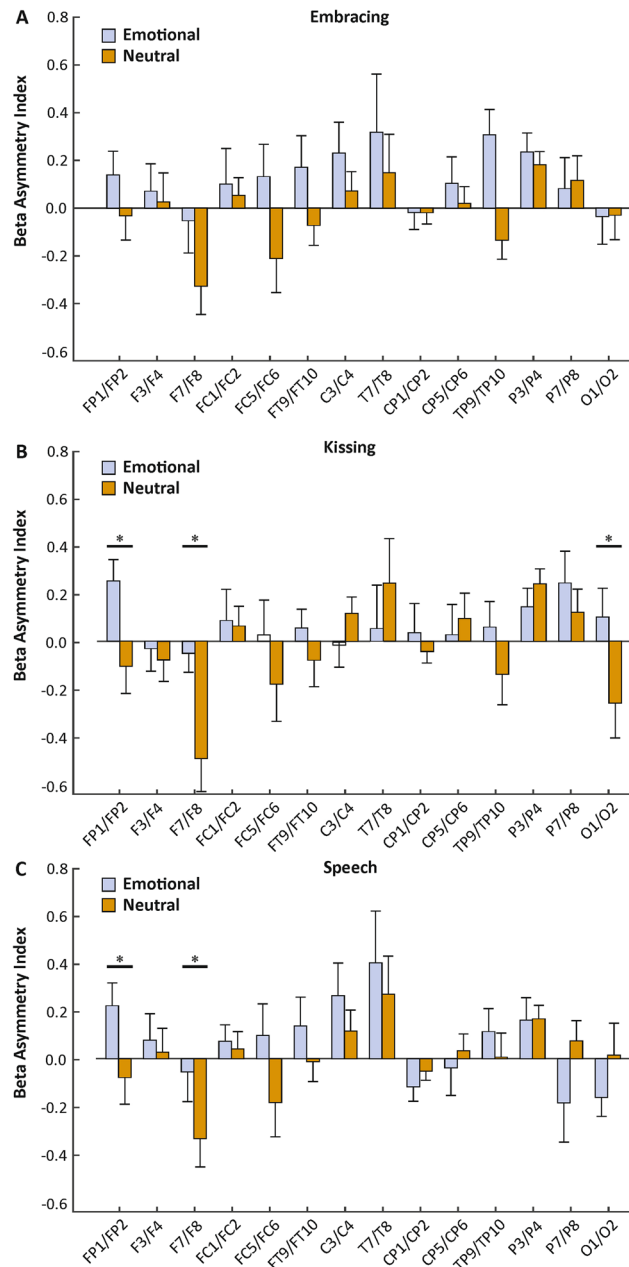 A
Embracing
Emotional
Neutral
Beta Asymmetry Index
0.8
0.6
0.4
0.2
0.0
-0.2
-0.4
-0.6
FP1/FP2
F3/F4
F7/F8
FC1/FC2
FC5/FC6
FT9/FT10
C3/C4
T7/T8
CP1/CP2
CP5/CP6
TP9/TP10
P3/P4
P7/P8
O1/O2
B
Kissing
Emotional
Neutral
Beta Asymmetry Index
0.8
0.6
0.4
0.2
0.0
-0.2
-0.4
-0.6
*
*
*
FP1/FP2
F3/F4
F7/F8
FC1/FC2
FC5/FC6
FT9/FT10
C3/C4
T7/T8
CP1/CP2
CP5/CP6
TP9/TP10
P3/P4
P7/P8
O1/O2
C
Speech
Emotional
Neutral
Beta Asymmetry Index
0.8
0.6
0.4
0.2
0.0
-0.2
-0.4
-0.6
*
*
FP1/FP2
F3/F4
F7/F8
FC1/FC2
FC5/FC6
FT9/FT10
C3/C4
T7/T8
CP1/CP2
CP5/CP6
TP9/TP10
P3/P4
P7/P8
O1/O2